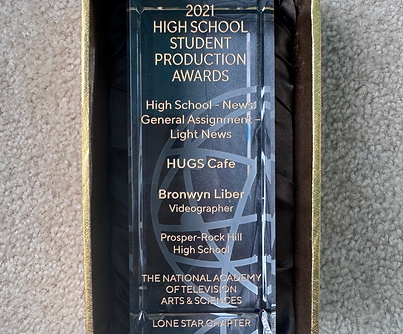 2021
HIGH SCHOOL
STUDENT
PRODUCTION
AWARDS
High School - News
General Assignment -
Light News
HUGS Cafe
Bronwyn Liber
Videographer
Prosper-Rock Hill
High School
THE NATIONAL ACADEMY
OF TELEVISION
ARTS & SCIENCES
LONE STAR CHAPTER